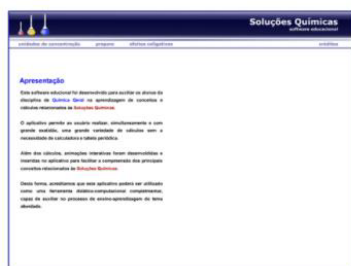 Soluções Químicas
software educacional
unidades de concentração preparo efeitos coligativos créditos
Apresentação
Este software educional foi desenvolvido para auxiliar os alunos da
disciplina de Química Geral na aprendizagem de conceitos e
cálculos relacionados às Soluções Químicas.
O aplicativo permite ao usuário realizar, simultaneamente e com
grande exatidão, uma grande variedade de cálculos sem a
necessidade de calculadora e tabela periódica.
Além dos cálculos, animações interativas foram desenvolvidas e
inseridas no aplicativo para facilitar a compreensão dos principais
conceitos relacionados às Soluções Químicas.
Desta forma, acreditamos que este aplicativo poderá ser utilizado
como uma ferramenta didático-computacional complementar,
capaz de auxiliar no processo de ensino-aprendizagem do tema
abordado.